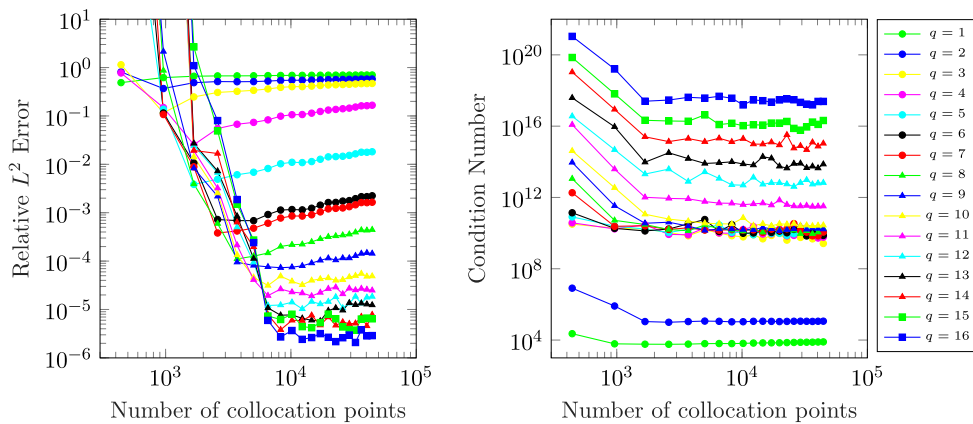 10^1
10^0
10^−1
10^−2
10^−3
10^−4
10^−5
10^−6
10^3
10^4
10^5
Relative L^2 Error
Number of collocation points
10^20
10^16
10^12
10^8
10^4
10^3
10^4
10^5
Condition Number
Number of collocation points
q = 1
q = 2
q = 3
q = 4
q = 5
q = 6
q = 7
q = 8
q = 9
q = 10
q = 11
q = 12
q = 13
q = 14
q = 15
q = 16